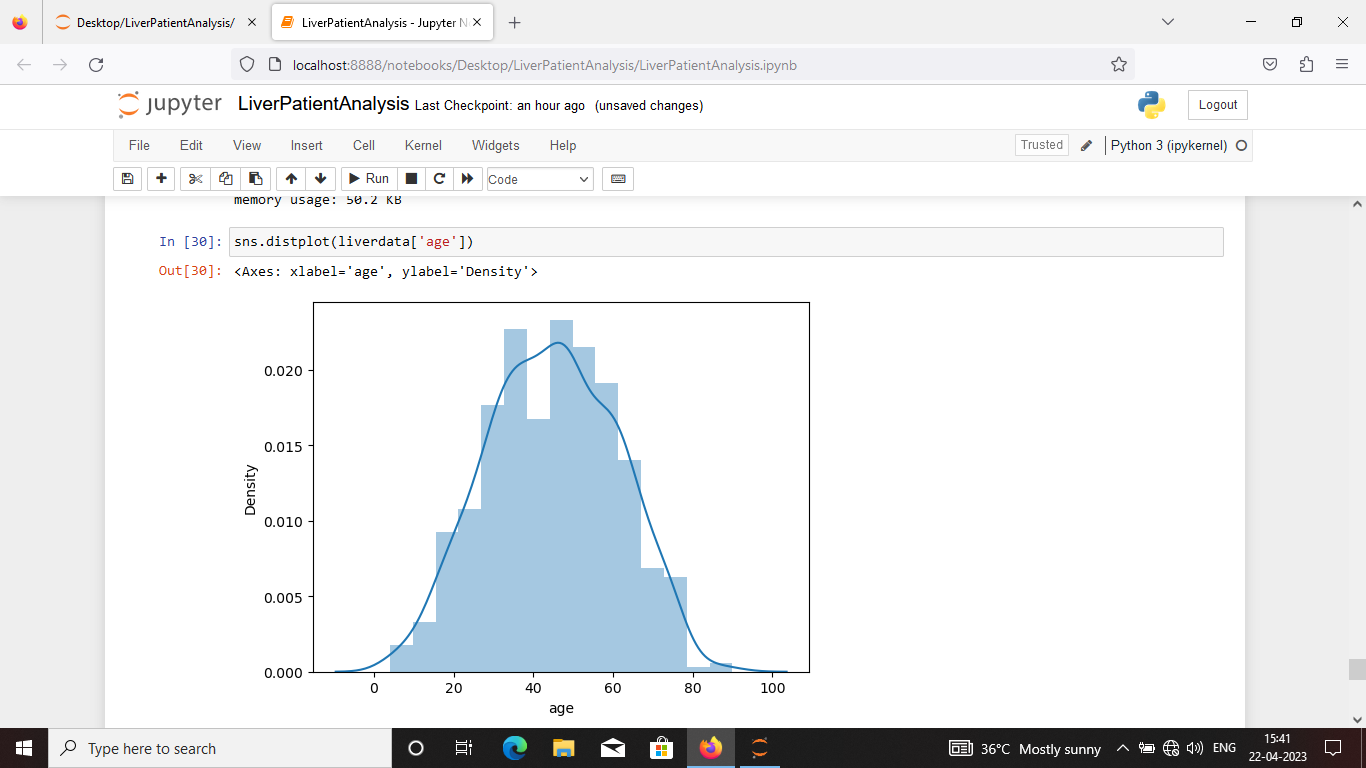 Desktop/LiverPatientAnalysis/
LiverPatientAnalysis - Jupyter N
localhost:8888/notebooks/Desktop/LiverPatientAnalysis/LiverPatientAnalysis.ipynb
jupyter LiverPatientAnalysis Last Checkpoint: an hour ago (unsaved changes)
Logout
File Edit View Insert Cell Kernel Widgets Help
Trusted Python 3 (ipykernel)
Run Code
memory usage: 50.2 KB
In [30]: sns.distplot(liverdata['age'])
Out[30]: <Axes: xlabel='age', ylabel='Density'>
0.020
0.015
0.010
0.005
0.000
Density
0 20 40 60 80 100
age
Type here to search
36°C Mostly sunny
ENG
15:41
22-04-2023